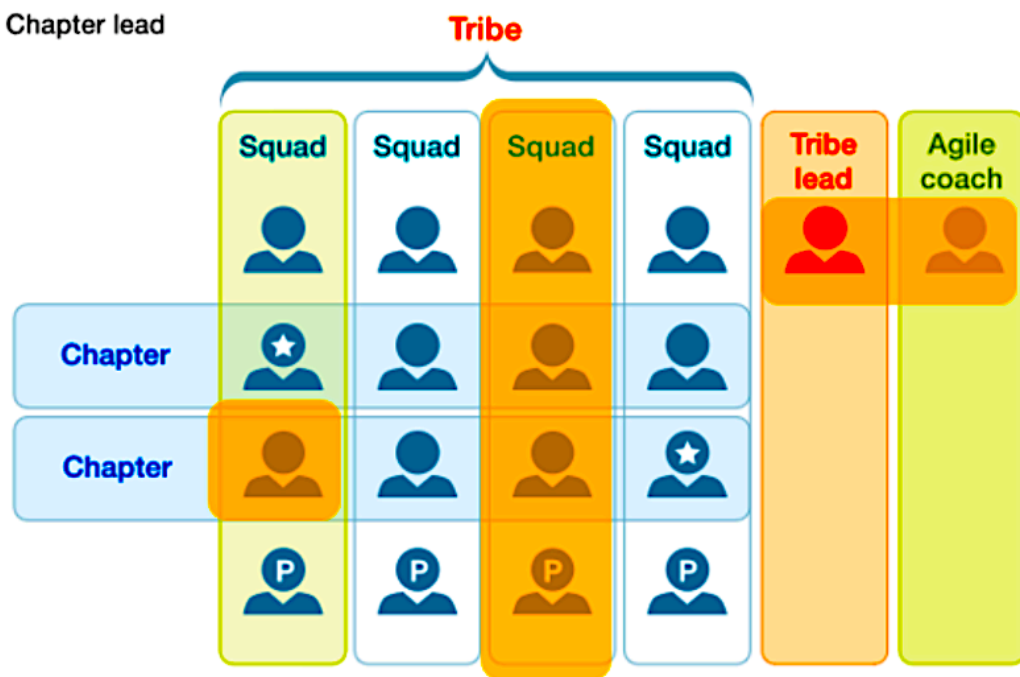 Chapter lead
Tribe
Squad
Squad
Squad
Squad
Tribe
lead
Agile
coach
Chapter
Chapter
P
P
P
P